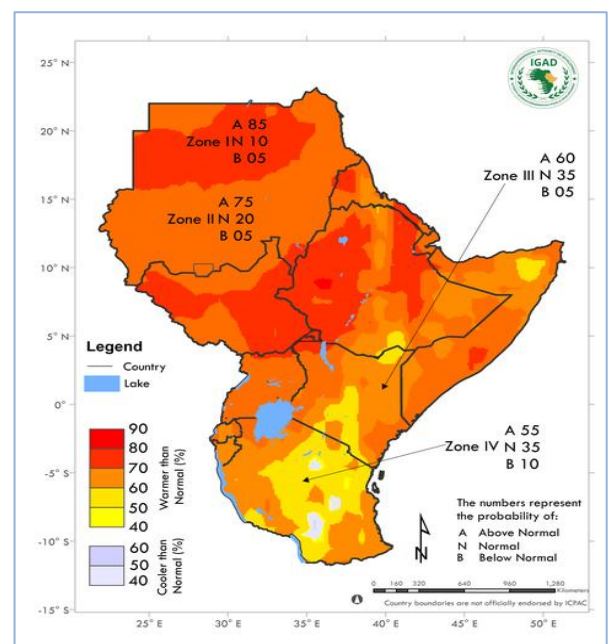 IGAD
25° N
20° N
15° N
10° N
5° N
0°
-5° S
-10° S
-15° S
A 85
Zone I N 10
B 05
A 75
Zone II N 20
B 05
A 60
Zone III N 35
B 05
A 55
Zone IV N 35
B 10
Legend
Country
Lake
90
80
70
60
50
40
Warmer than
Normal (%)
60
50
40
Cooler than
Normal (%)
The numbers represent
the probability of:
A Above Normal
N Normal
B Below Normal
N
0 160 320 640 960 1,280
Kilometers
Country boundaries are not officially endorsed by ICPAC
25° E 30° E 35° E 40° E 45° E 50° E